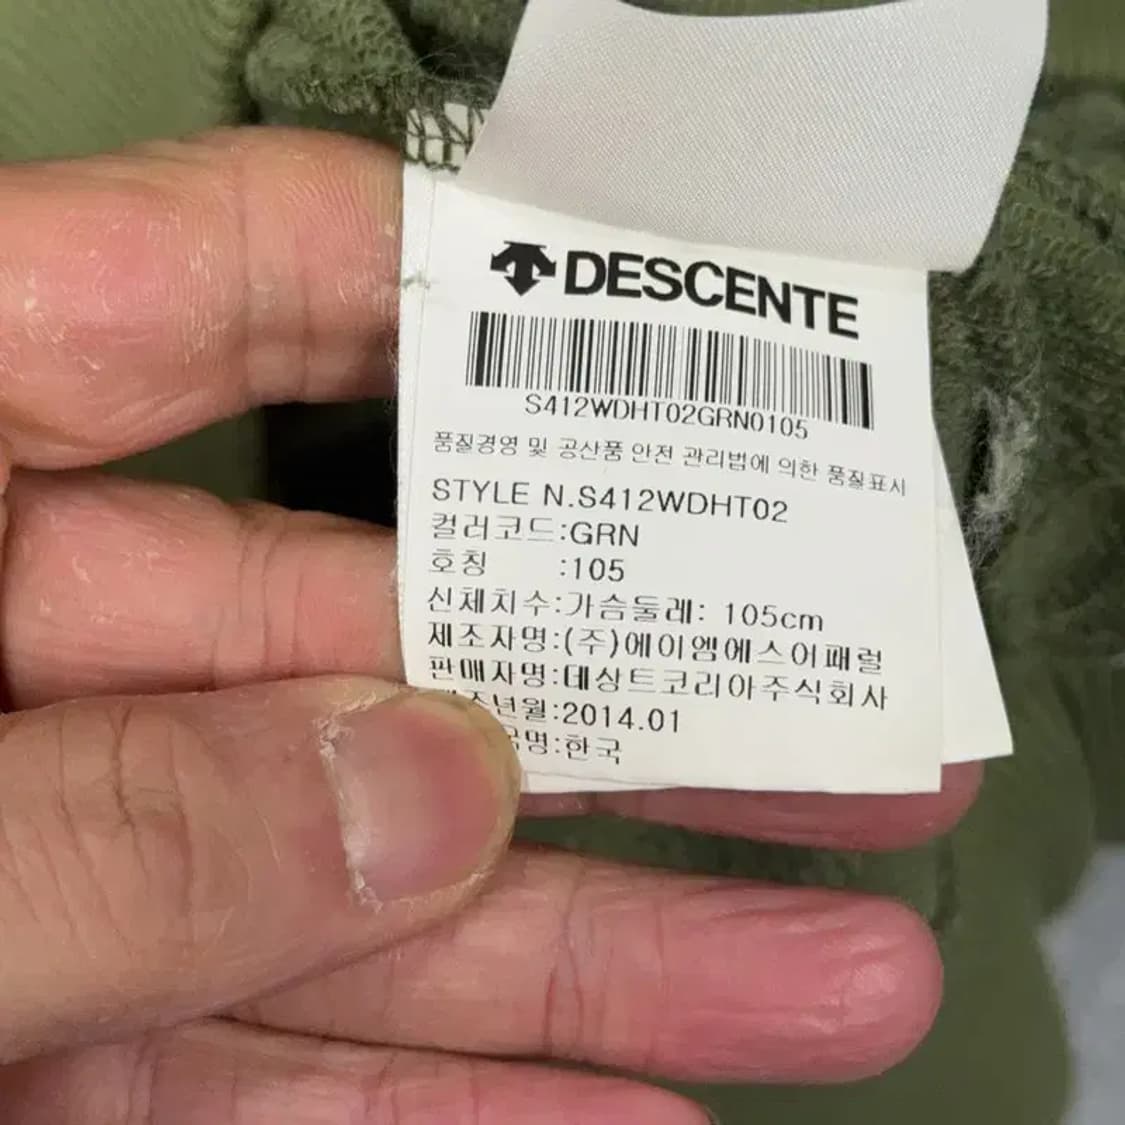 DESCENTE
S412WDHT02GRN0105
품질경영 및 공산품 안전 관리법에 의한 품질표시
STYLE N.S412WDHT02
컬러코드:GRN
호칭 :105
신체치수:가슴둘레: 105cm
제조자명:(주)에이엠에스어패럴
판매자명:데상트코리아주식회사
년월:2014.01
명:한국